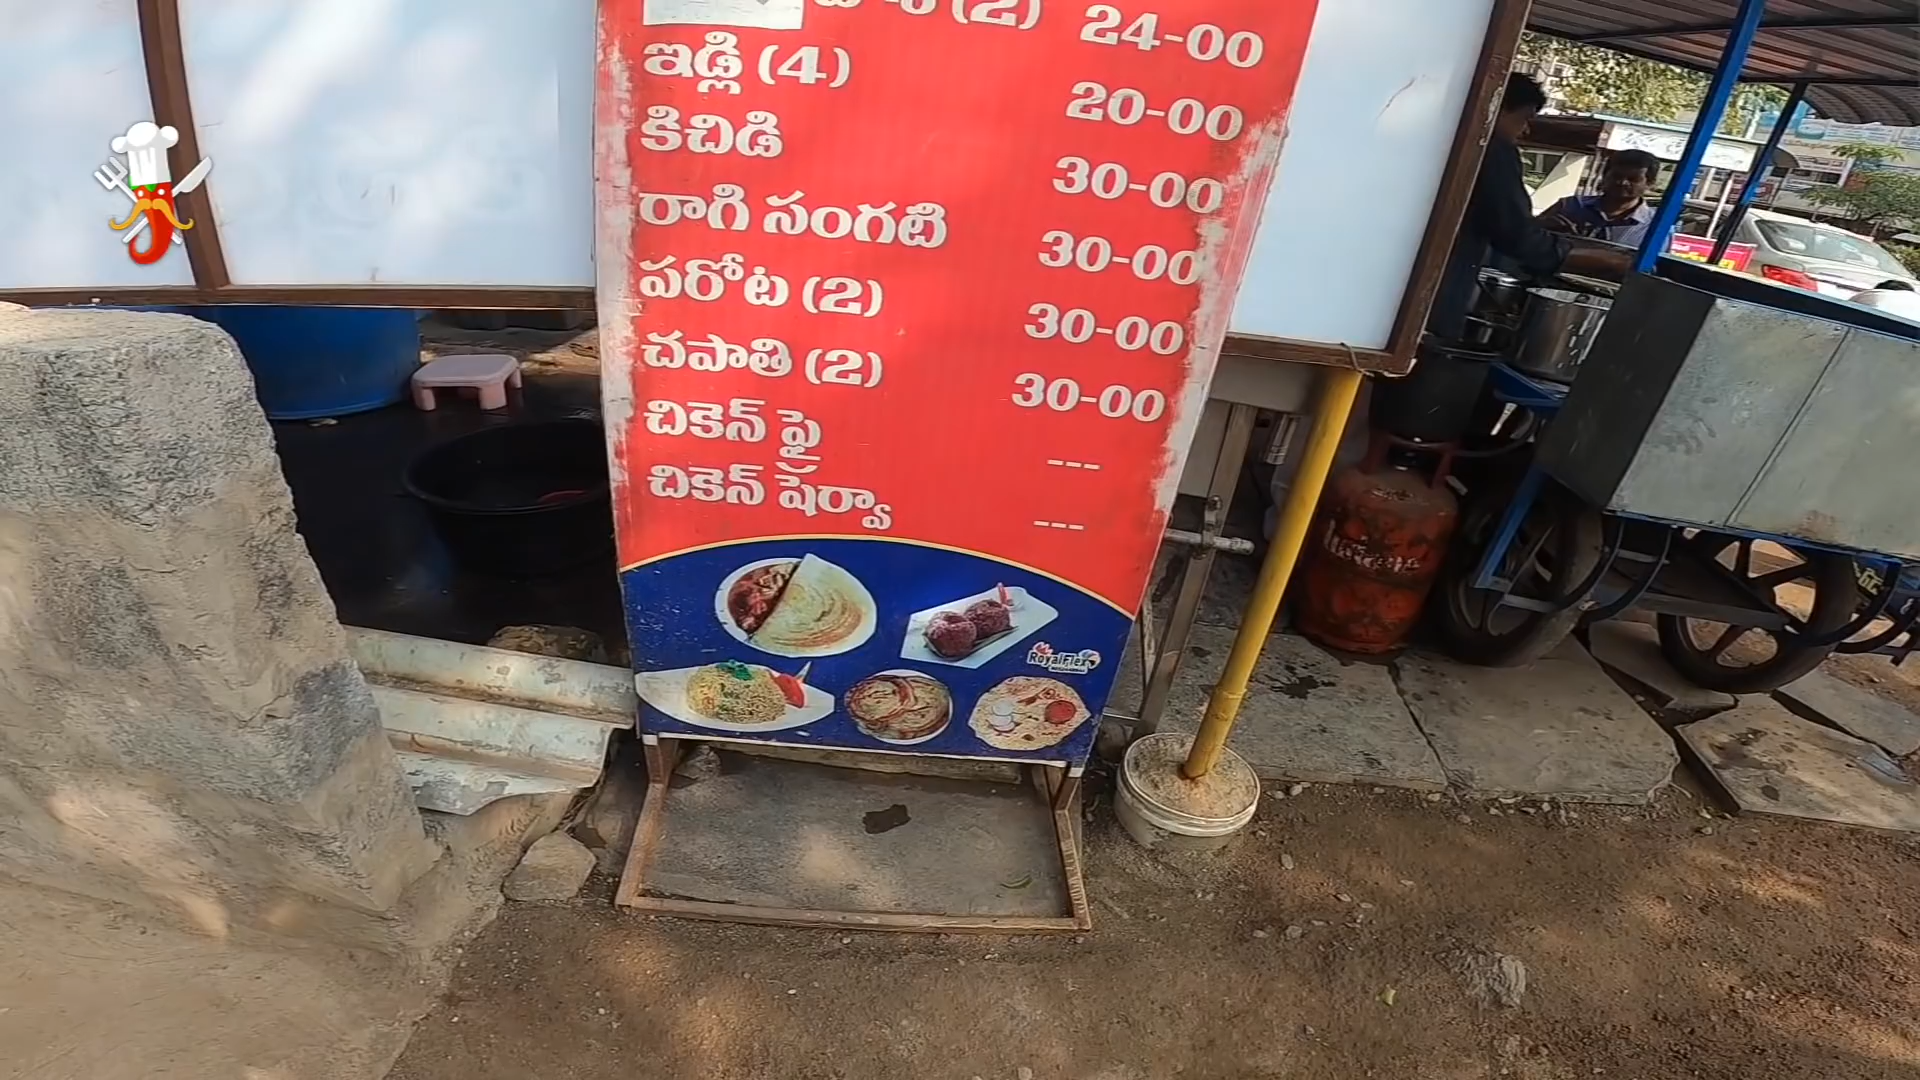 (2) 24-00
ఇడ్లి (4) 20-00
కిచిడి 30-00
రాగి సంగటి 30-00
పరోట (2) 30-00
చపాతి (2) 30-00
చికెన్ ఫై ---
చికెన్ షేర్వా ---
RoyalFlex